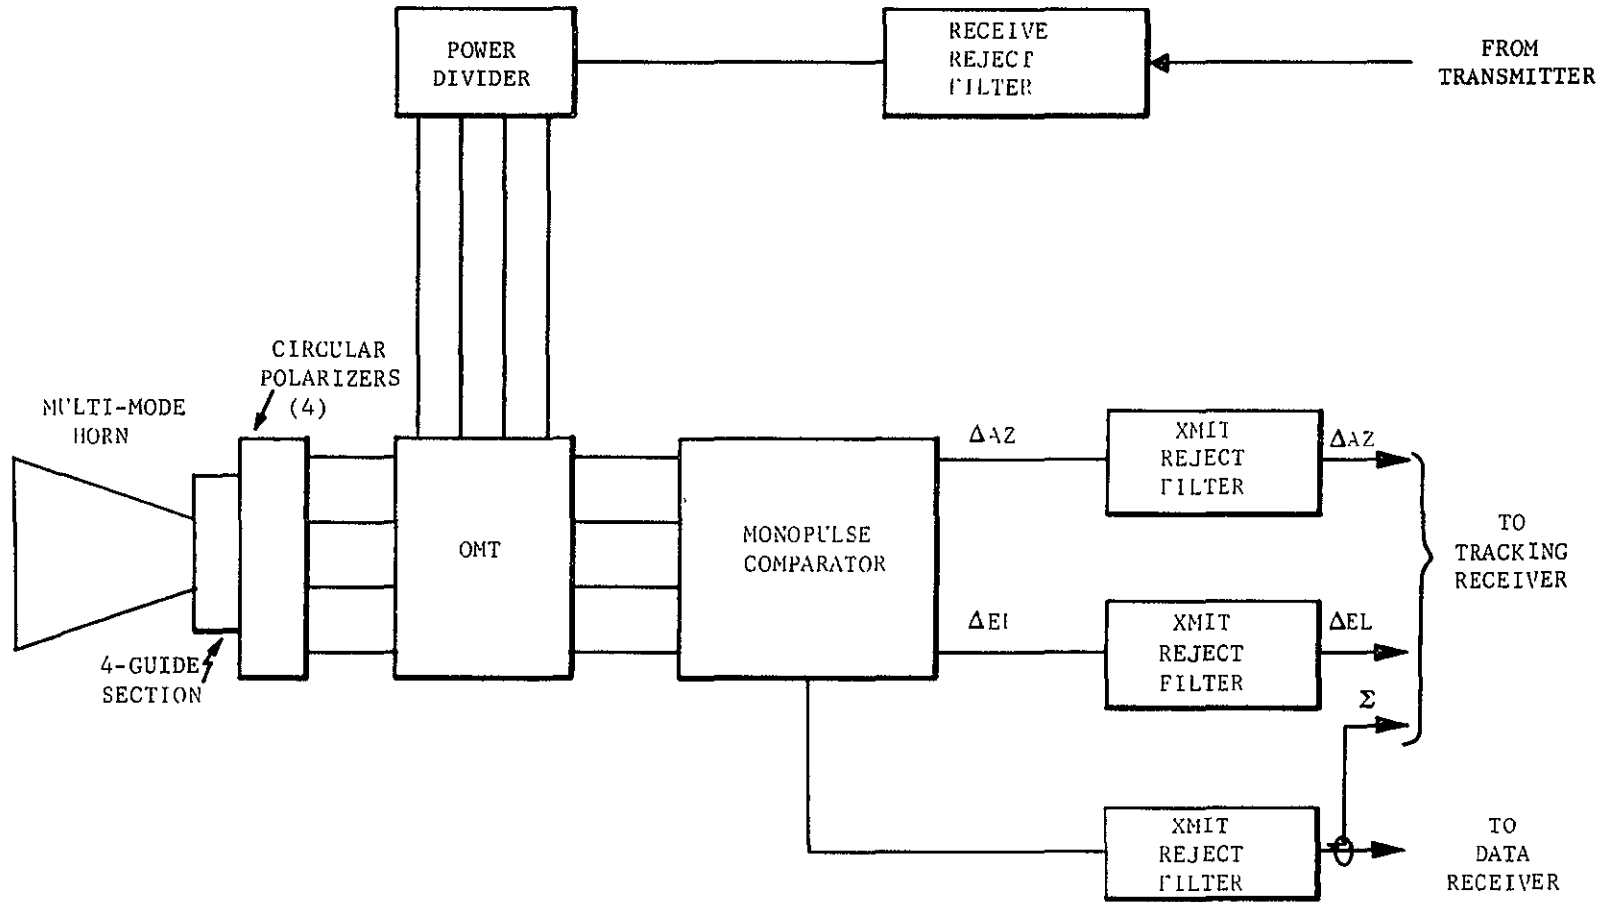 POWER
DIVIDER
RECEIVE
REJECT
FILTER
FROM
TRANSMITTER
CIRCULAR
POLARIZERS
(4)
MULTI-MODE
HORN
4-GUIDE
SECTION
OMT
MONOPULSE
COMPARATOR
ΔAZ
XMIT
REJECT
FILTER
ΔAZ
ΔEL
XMIT
REJECT
FILTER
ΔEL
TO
TRACKING
RECEIVER
Σ
XMIT
REJECT
FILTER
TO
DATA
RECEIVER